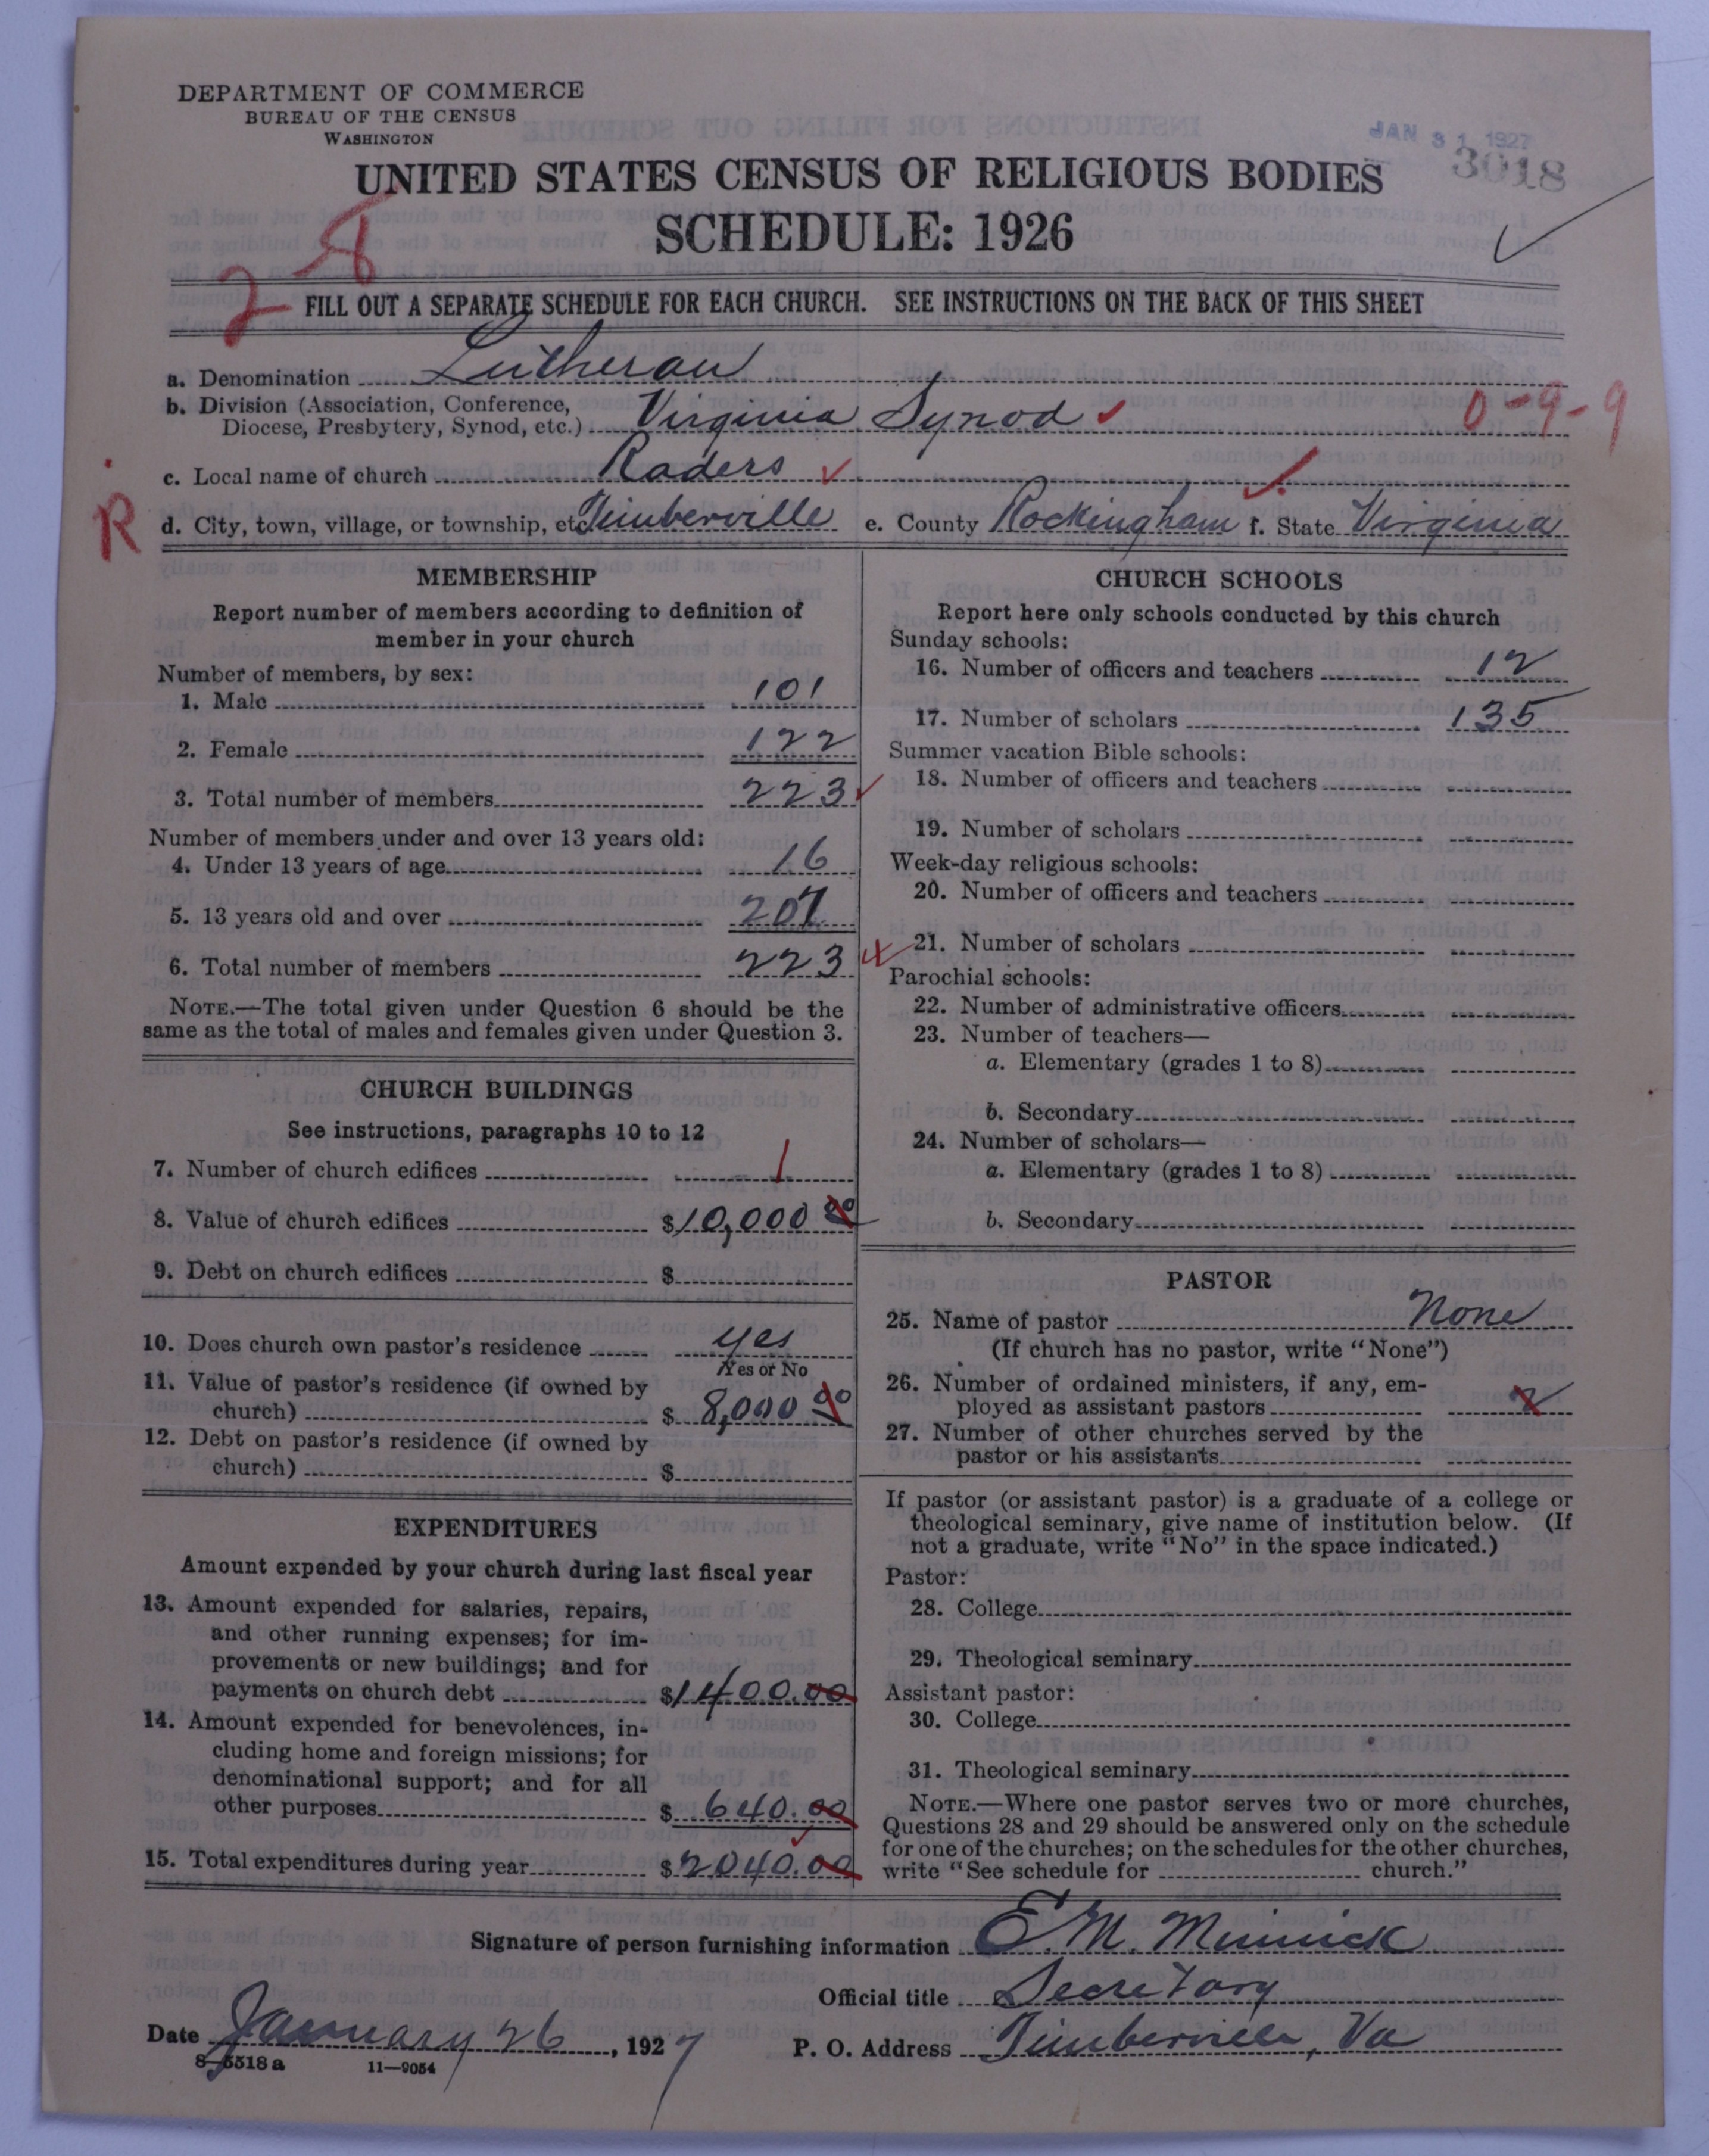 DEPARTMENT OF COMMERCE
BUREAU OF THE CENSUS
WASHINGTON
JAN 31 1927
3018
UNITED STATES CENSUS OF RELIGIOUS BODIES
SCHEDULE: 1926
28
FILL OUT A SEPARATE SCHEDULE FOR EACH CHURCH. SEE INSTRUCTIONS ON THE BACK OF THIS SHEET
a. Denomination Lutheran
b. Division (Association, Conference,
Diocese, Presbytery, Synod, etc.) Virginia Synod 0-9-9
c. Local name of church Raders
R
d. City, town, village, or township, etc. Timberville e. County Rockingham f. State Virginia
MEMBERSHIP
Report number of members according to definition of
member in your church
Number of members, by sex:
1. Male 101
2. Female 122
3. Total number of members 223
Number of members under and over 13 years old:
4. Under 13 years of age 16
5. 13 years old and over 207
6. Total number of members 223
NOTE.—The total given under Question 6 should be the
same as the total of males and females given under Question 3.
CHURCH BUILDINGS
See instructions, paragraphs 10 to 12
7. Number of church edifices 1
8. Value of church edifices $10,000 00
9. Debt on church edifices $
10. Does church own pastor's residence yes
Yes or No
11. Value of pastor's residence (if owned by
church) $ 8,000 00
12. Debt on pastor's residence (if owned by
church) $
EXPENDITURES
Amount expended by your church during last fiscal year
13. Amount expended for salaries, repairs,
and other running expenses; for im-
provements or new buildings; and for
payments on church debt $1400.00
14. Amount expended for benevolences, in-
cluding home and foreign missions; for
denominational support; and for all
other purposes $ 640.00
15. Total expenditures during year $2040.00
CHURCH SCHOOLS
Report here only schools conducted by this church
Sunday schools:
16. Number of officers and teachers 12
17. Number of scholars 135
Summer vacation Bible schools:
18. Number of officers and teachers
19. Number of scholars
Week-day religious schools:
20. Number of officers and teachers
21. Number of scholars
Parochial schools:
22. Number of administrative officers
23. Number of teachers—
a. Elementary (grades 1 to 8)
b. Secondary
24. Number of scholars—
a. Elementary (grades 1 to 8)
b. Secondary
PASTOR
25. Name of pastor None
(If church has no pastor, write "None")
26. Number of ordained ministers, if any, em-
ployed as assistant pastors
27. Number of other churches served by the
pastor or his assistants
If pastor (or assistant pastor) is a graduate of a college or
theological seminary, give name of institution below. (If
not a graduate, write "No" in the space indicated.)
Pastor:
28. College
29. Theological seminary
Assistant pastor:
30. College
31. Theological seminary
NOTE.—Where one pastor serves two or more churches,
Questions 28 and 29 should be answered only on the schedule
for one of the churches; on the schedules for the other churches,
write "See schedule for church."
Signature of person furnishing information E. M. Minnick
Official title Secretary
Date January 26, 1927 P. O. Address Timberville, Va
8-5518 a 11-9054